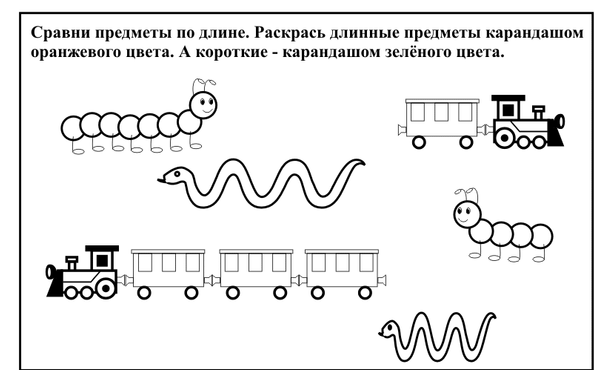 Сравни предметы по длине. Раскрась длинные предметы карандашом
оранжевого цвета. А короткие - карандашом зелёного цвета.